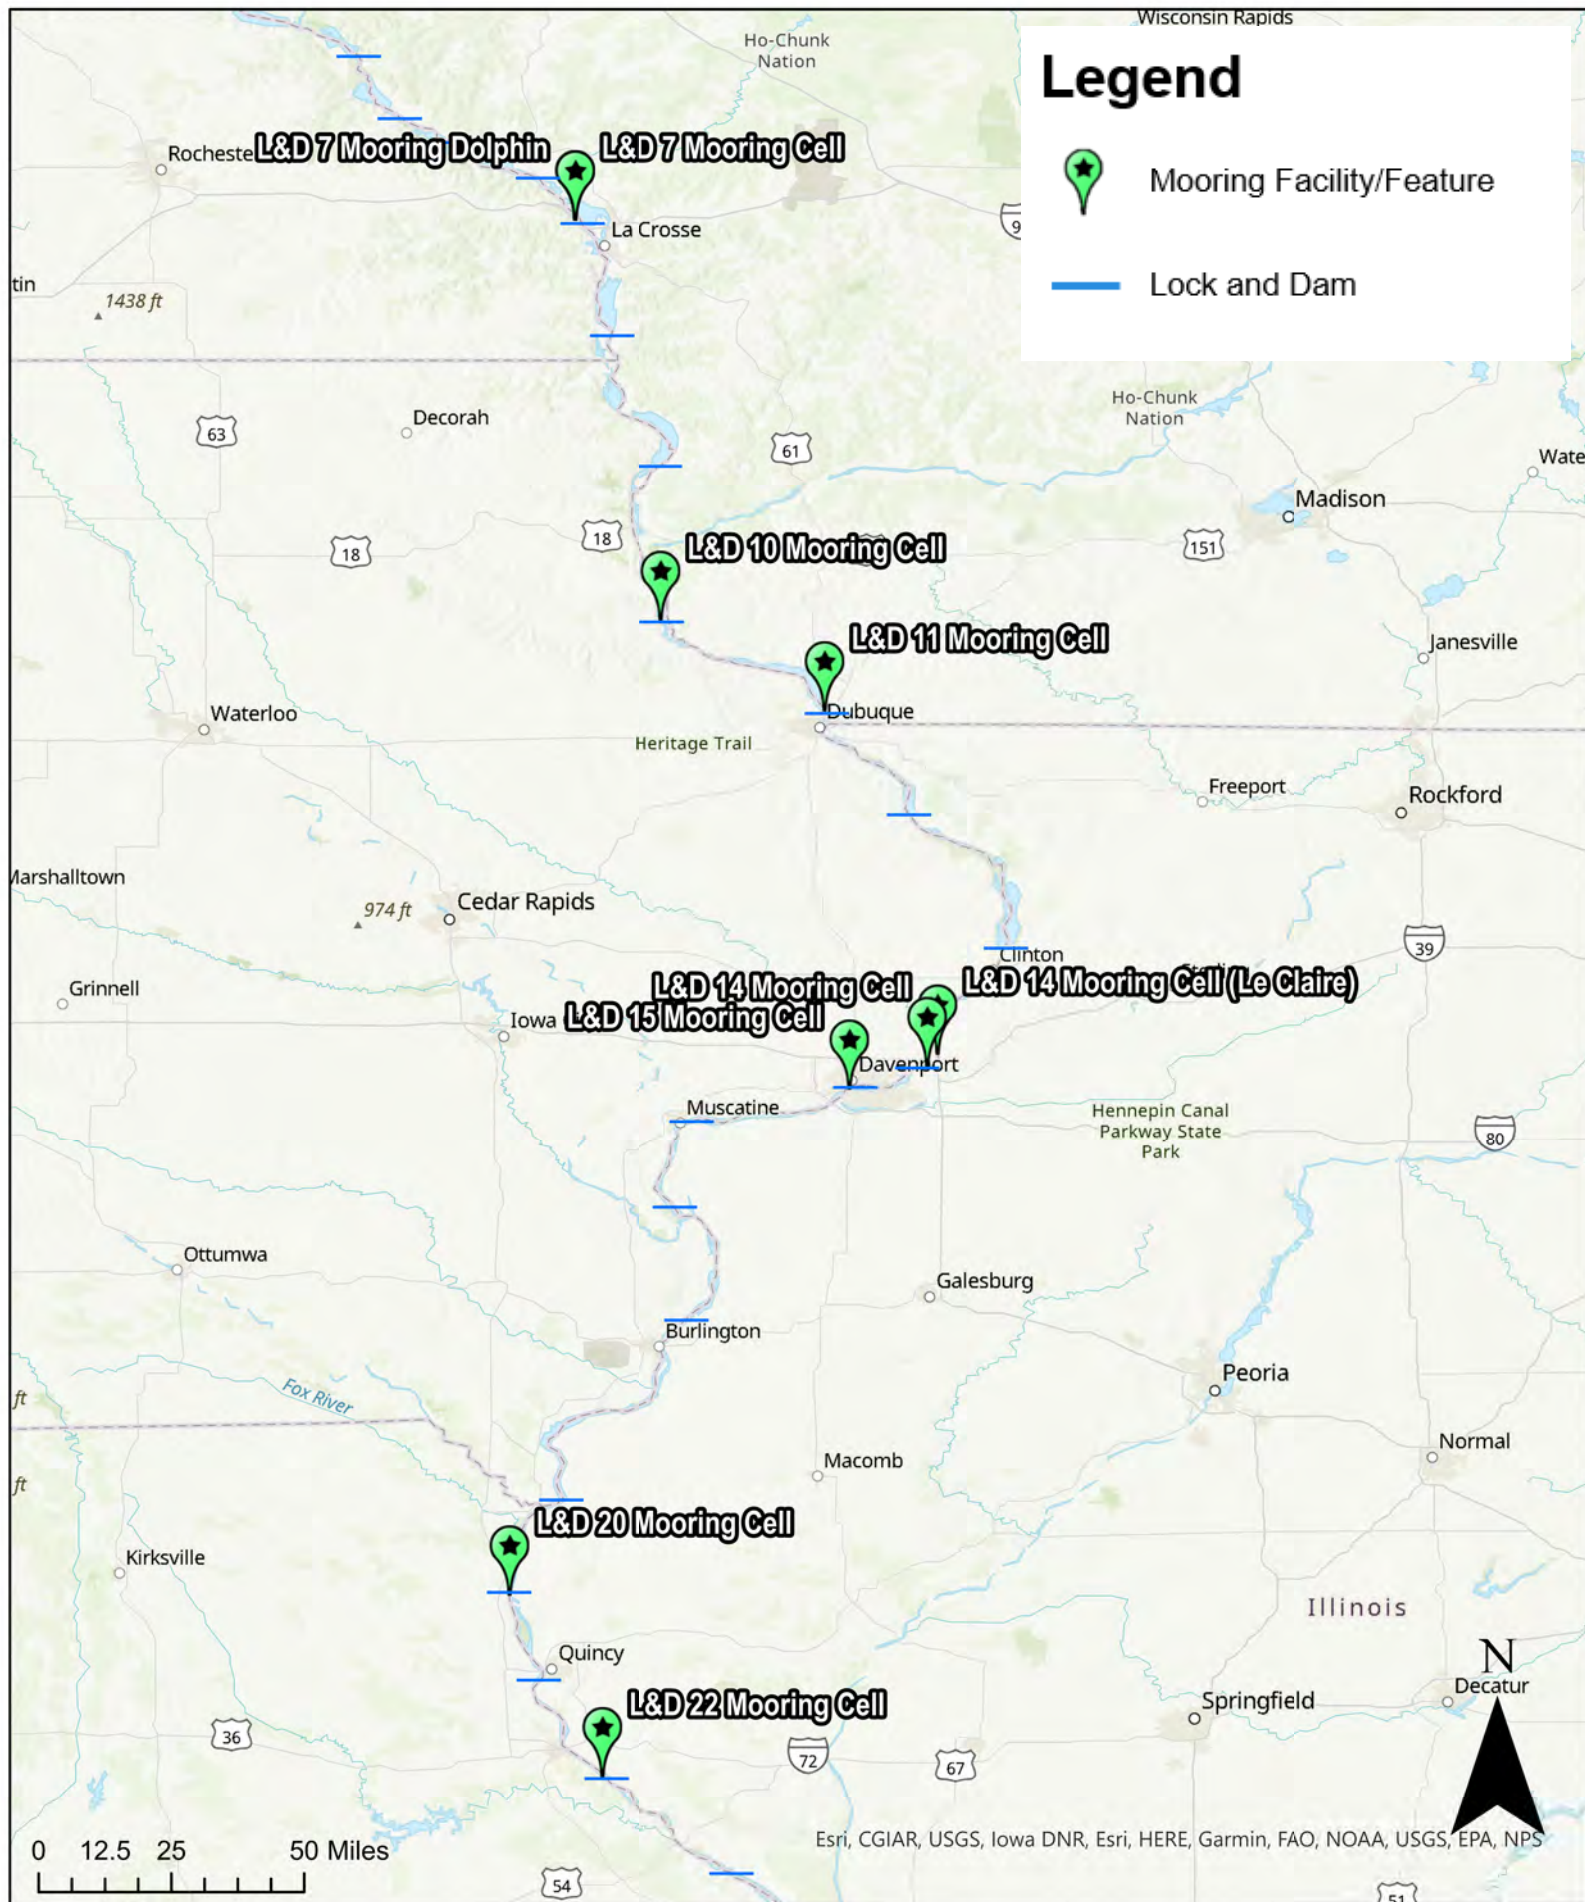 Wisconsin Rapids
Ho-Chunk
Nation
Legend
Mooring Facility/Feature
Lock and Dam
9
L&D 7 Mooring Dolphin
L&D 7 Mooring Cell
Rocheste
La Crosse
tin
1438 ft
Decorah
63
61
Ho-Chunk
Nation
Wate
Madison
18
18
151
L&D 10 Mooring Cell
L&D 11 Mooring Cell
Janesville
Waterloo
Dubuque
Heritage Trail
Freeport
Rockford
Marshalltown
Cedar Rapids
974 ft
39
Clinton
Grinnell
L&D 14 Mooring Cell
L&D 14 Mooring Cell (Le Claire)
Iowa
L&D 15 Mooring Cell
Davenport
Muscatine
Hennepin Canal
Parkway State
Park
80
Ottumwa
Galesburg
Burlington
Peoria
ft
Fox River
Normal
Macomb
ft
L&D 20 Mooring Cell
Kirksville
Illinois
Quincy
N
Decatur
L&D 22 Mooring Cell
Springfield
36
72
67
Esri, CGIAR, USGS, Iowa DNR, Esri, HERE, Garmin, FAO, NOAA, USGS, EPA, NPS
0 12.5 25 50 Miles
54
51